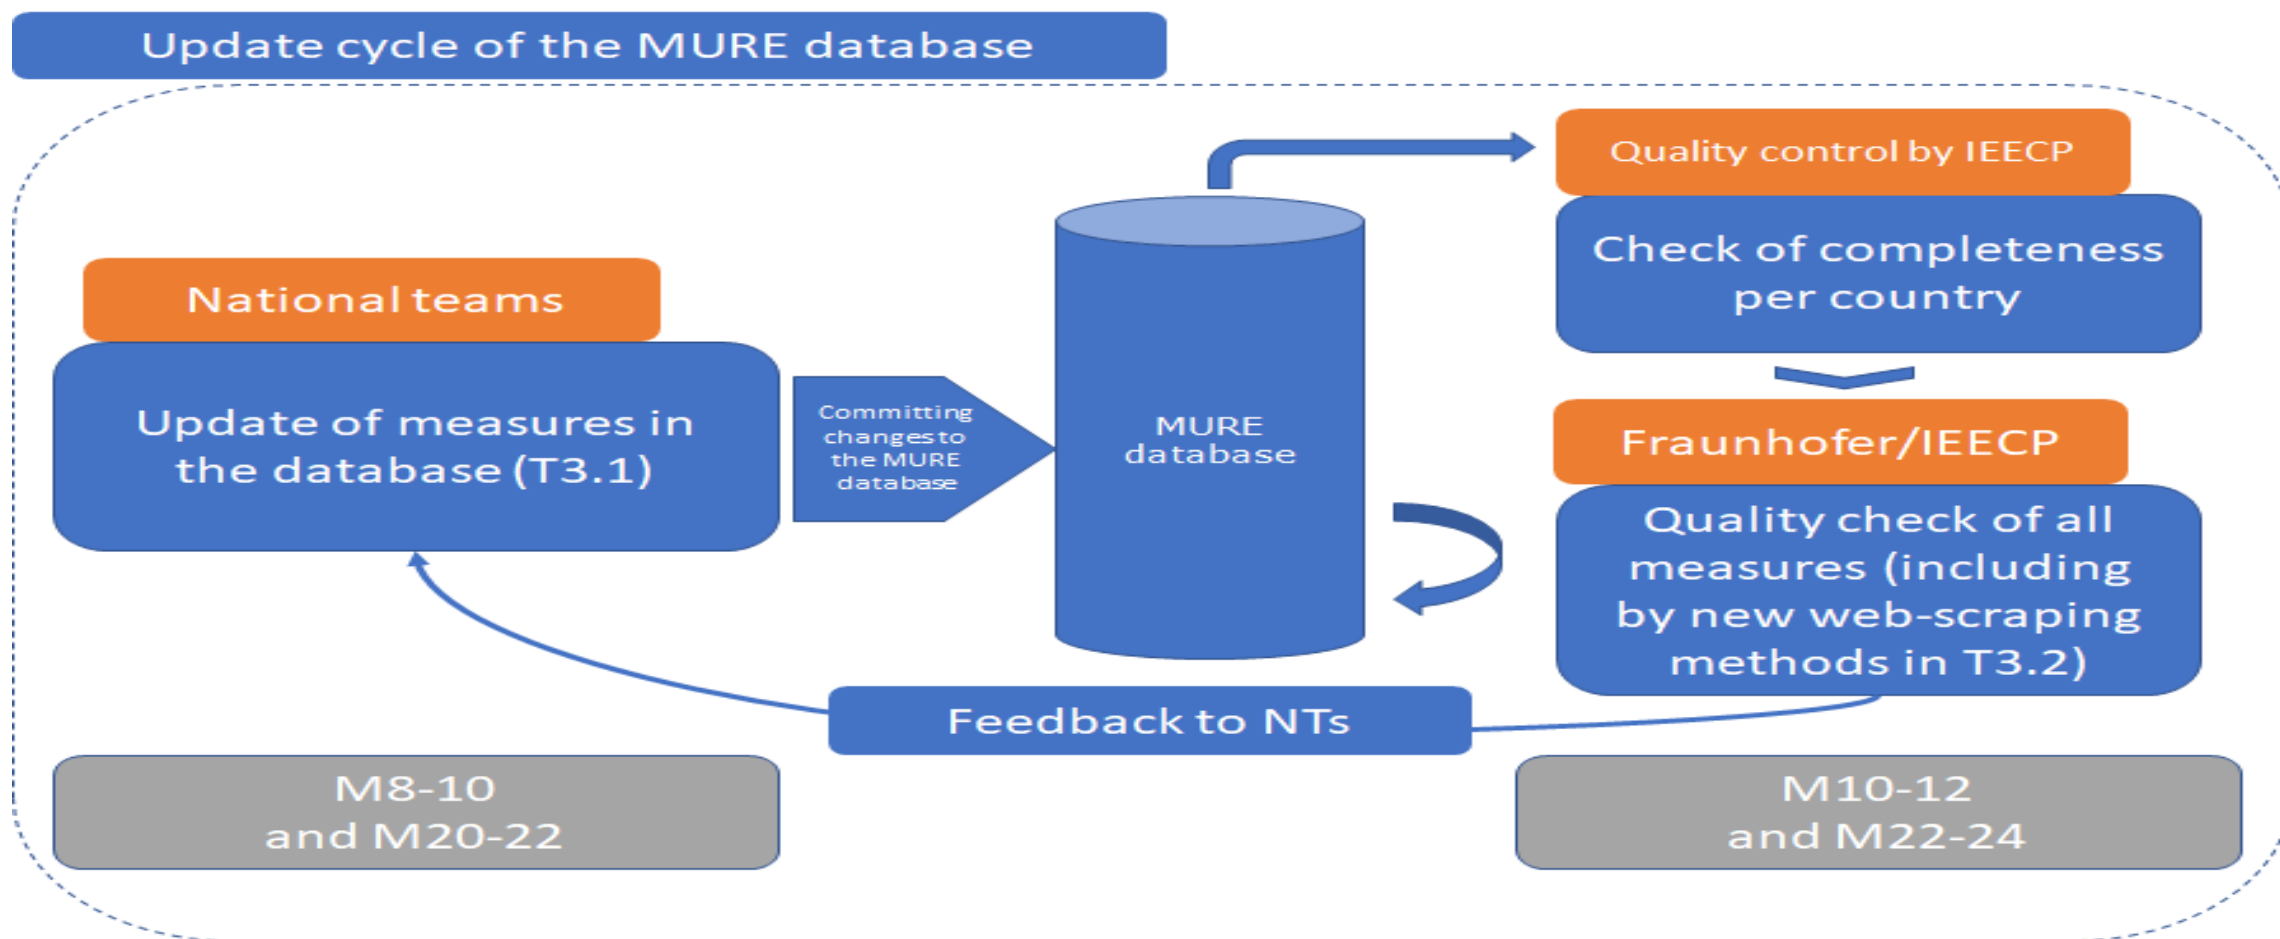 Update cycle of the MURE database
National teams
Update of measures in
the database (T3.1)
Committing
changes to
the MURE
database
MURE
database
Quality control by IEECP
Check of completeness
per country
Fraunhofer/IEECP
Quality check of all
measures (including
by new web-scraping
methods in T3.2)
Feedback to NTs
M8-10
and M20-22
M10-12
and M22-24